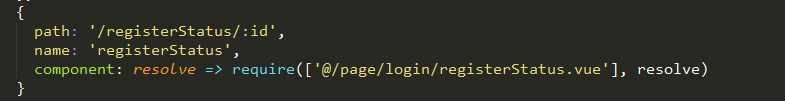 {
path: '/registerStatus/:id',
name: 'registerStatus',
component: resolve => require(['@/page/login/registerStatus.vue'], resolve)
}